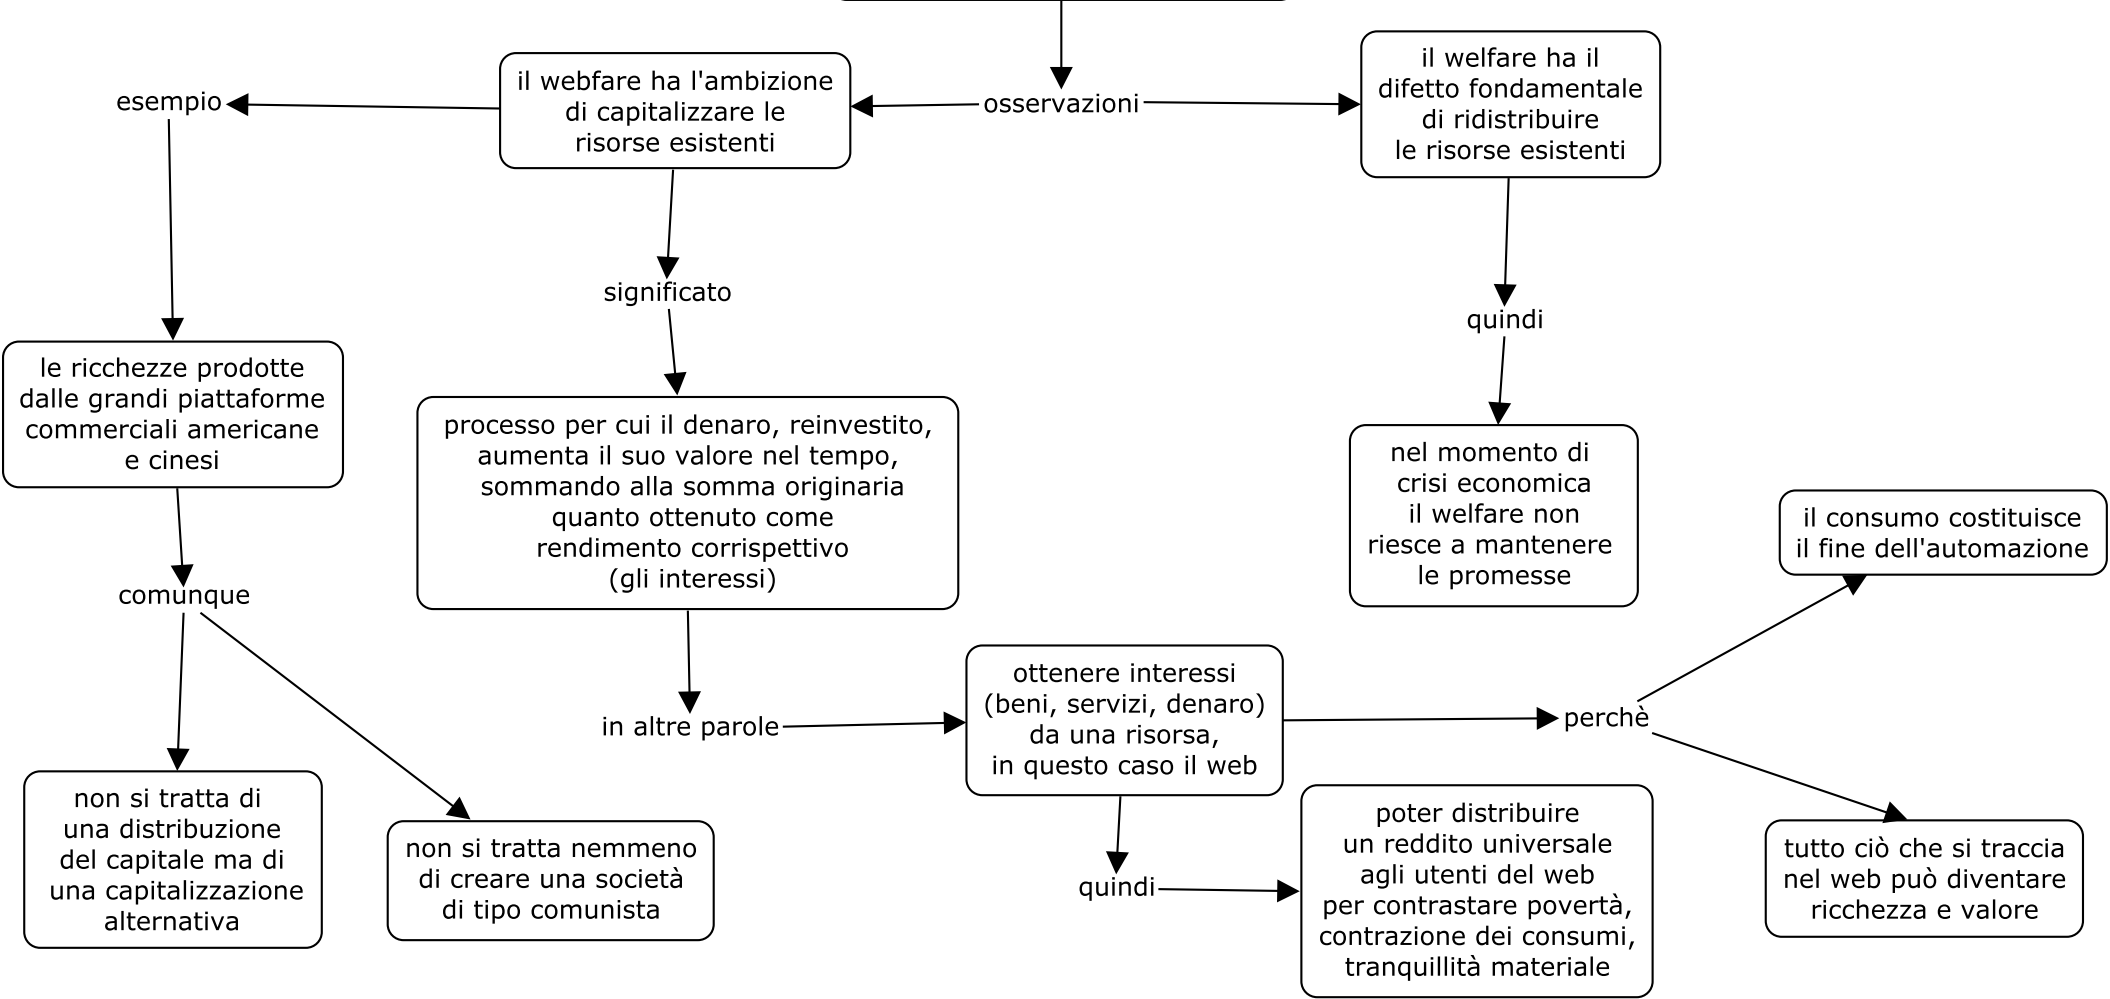 osservazioni
il webfare ha l'ambizione
di capitalizzare le
risorse esistenti
esempio
le ricchezze prodotte
dalle grandi piattaforme
commerciali americane
e cinesi
comunque
non si tratta di
una distribuzione
del capitale ma di
una capitalizzazione
alternativa
non si tratta nemmeno
di creare una società
di tipo comunista
significato
processo per cui il denaro, reinvestito,
aumenta il suo valore nel tempo,
sommando alla somma originaria
quanto ottenuto come
rendimento corrispettivo
(gli interessi)
in altre parole
ottenere interessi
(beni, servizi, denaro)
da una risorsa,
in questo caso il web
quindi
poter distribuire
un reddito universale
agli utenti del web
per contrastare povertà,
contrazione dei consumi,
tranquillità materiale
perchè
il consumo costituisce
il fine dell'automazione
tutto ciò che si traccia
nel web può diventare
ricchezza e valore
il welfare ha il
difetto fondamentale
di ridistribuire
le risorse esistenti
quindi
nel momento di
crisi economica
il welfare non
riesce a mantenere
le promesse